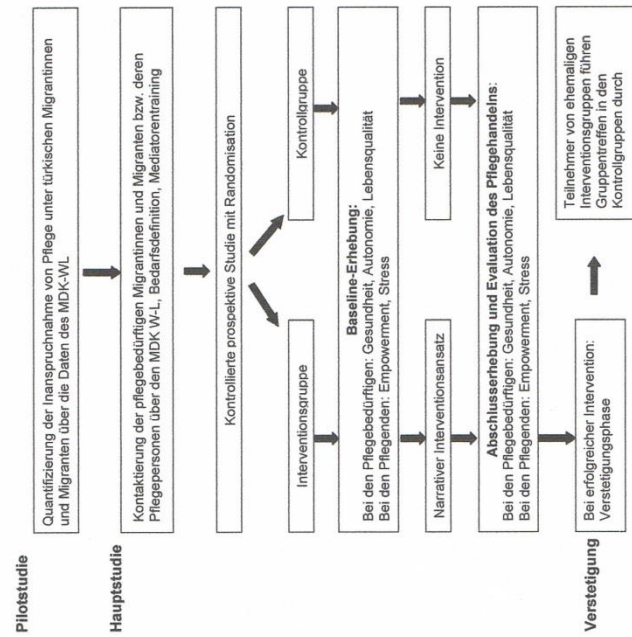 Pilotstudie
Quantifizierung der Inanspruchnahme von Pflege unter türkischen Migrantinnen
und Migranten über die Daten des MDK-WL
Hauptstudie
Kontaktierung der pflegebedürftigen Migrantinnen und Migranten bzw. deren
Pflegepersonen über den MDK W-L, Bedarfsdefinition, Mediatorentraining
Kontrollierte prospektive Studie mit Randomisation
Interventionsgruppe
Kontrollgruppe
Baseline-Erhebung:
Bei den Pflegebedürftigen: Gesundheit, Autonomie, Lebensqualität
Bei den Pflegenden: Empowerment, Stress
Narrativer Interventionsansatz
Keine Intervention
Abschlusserhebung und Evaluation des Pflegehandelns:
Bei den Pflegebedürftigen: Gesundheit, Autonomie, Lebensqualität
Bei den Pflegenden: Empowerment, Stress
Verstetigung
Bei erfolgreicher Intervention:
Verstetigungsphase
Teilnehmer von ehemaligen
Interventionsgruppen führen
Gruppentreffen in den
Kontrollgruppen durch